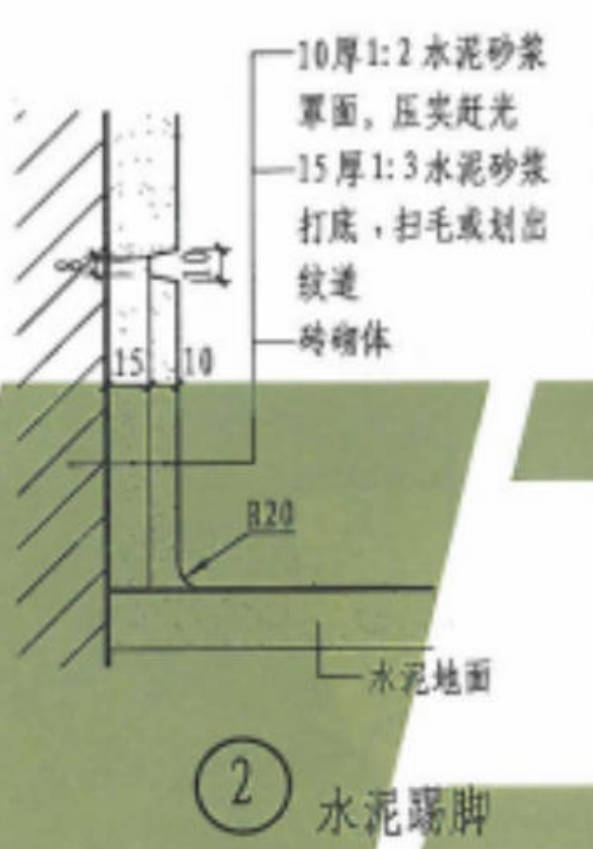 10厚1:2水泥砂浆
罩面，压实赶光
15厚1:3水泥砂浆
打底，扫毛或划出
纹道
砖砌体
8
10
15
10
R20
水泥地面
2
水泥踢脚